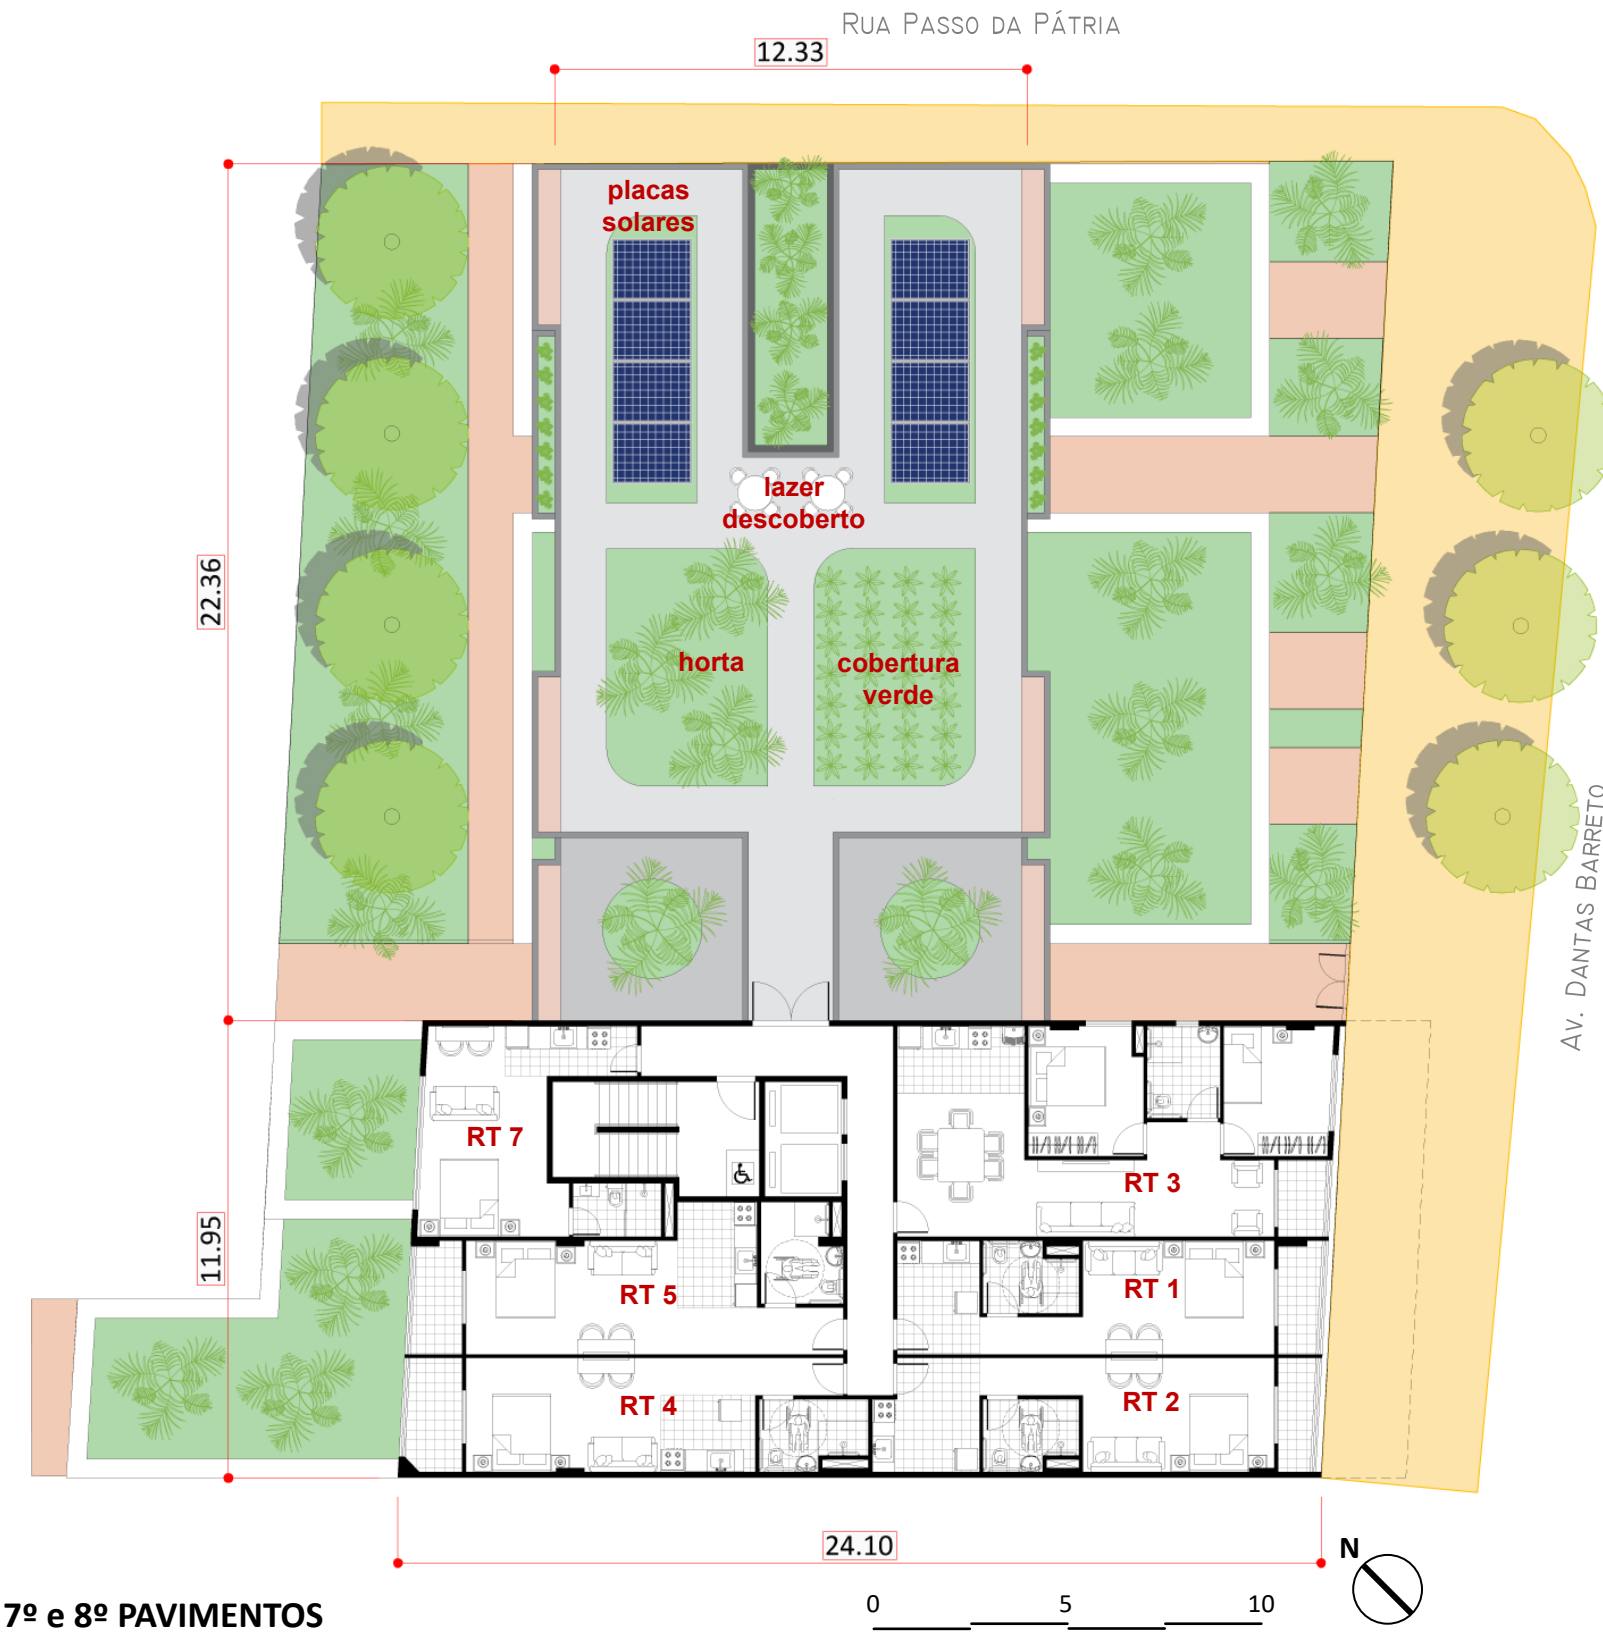 RUA PASSO DA PÁTRIA
12.33
placas
solares
lazer
descoberto
22.36
horta
cobertura
verde
AV. DANTAS BARRETO
RT 7
RT 3
11.95
RT 5
RT 1
RT 4
RT 2
24.10
N
7º e 8º PAVIMENTOS
0 5 10